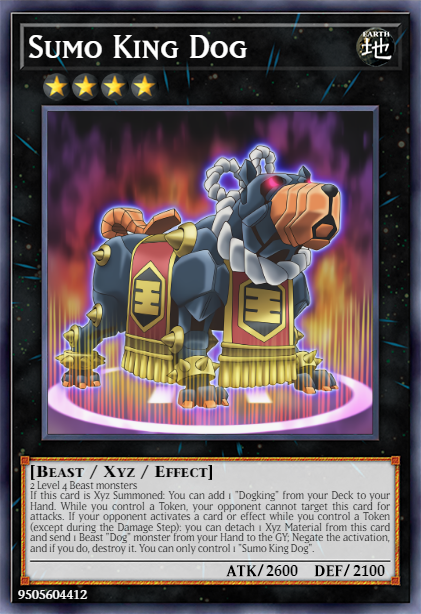 Sumo King Dog
EARTH
地
王
王
[Beast / Xyz / Effect]
2 Level 4 Beast monsters
If this card is Xyz Summoned: You can add 1 "Dogking" from your Deck to your
Hand. While you control a Token, your opponent cannot target this card for
attacks. If your opponent activates a card or effect while you control a Token
(except during the Damage Step): you can detach 1 Xyz Material from this card
and send 1 Beast "Dog" monster from your Hand to the GY; Negate the activation,
and if you do, destroy it. You can only control 1 "Sumo King Dog".
ATK/2600 DEF/2100
9505604412